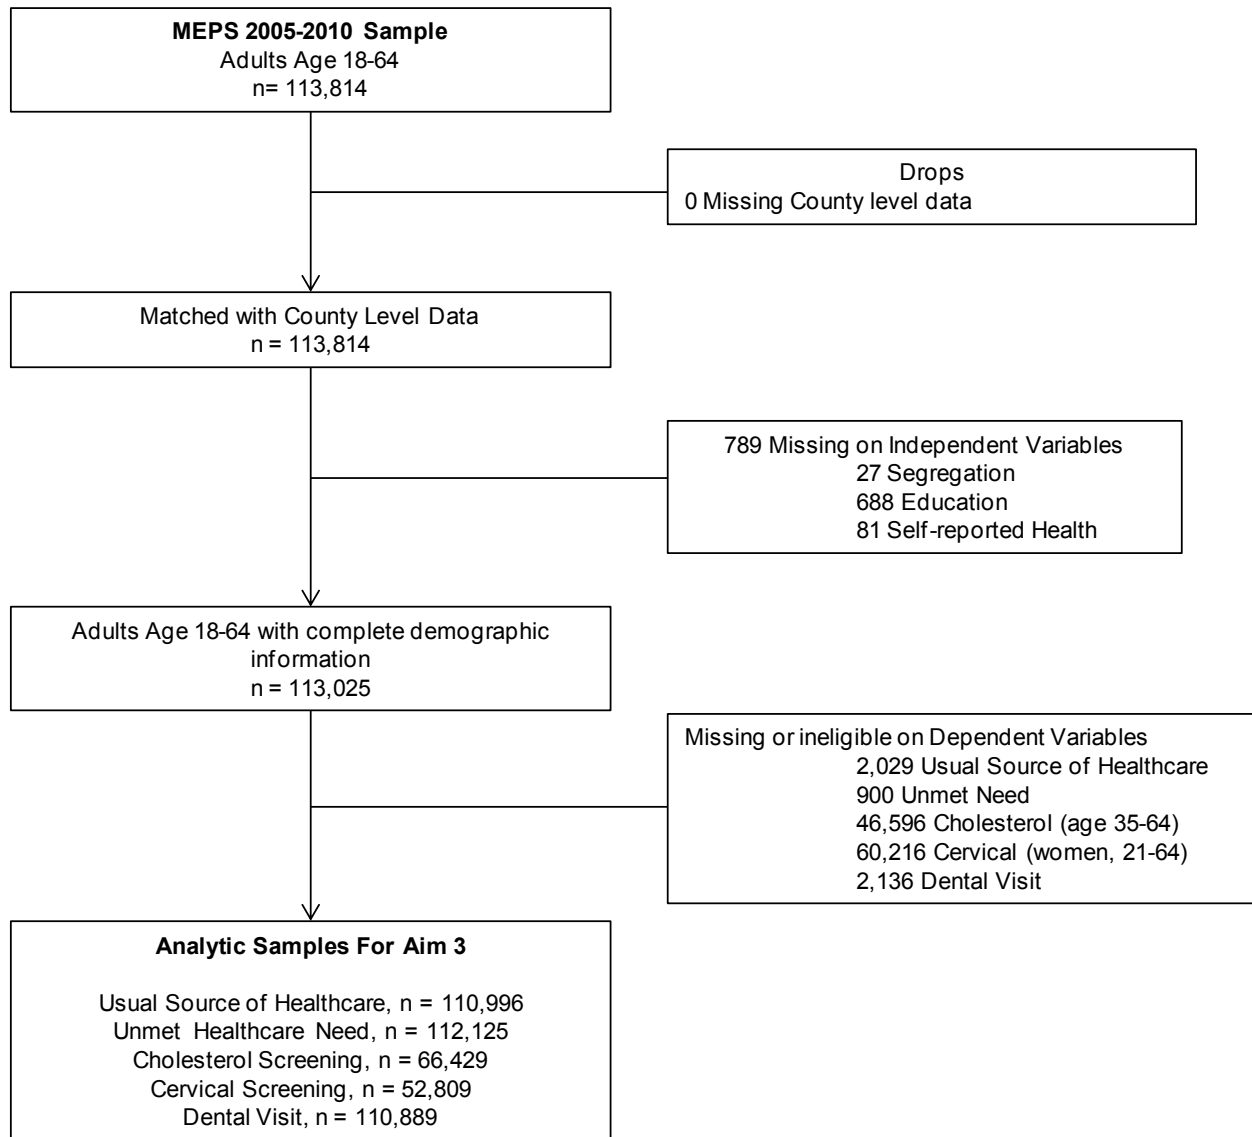 MEPS 2005-2010 Sample
Adults Age 18-64
n= 113,814
Drops
0 Missing County level data
Matched with County Level Data
n = 113,814
789 Missing on Independent Variables
27 Segregation
688 Education
81 Self-reported Health
Adults Age 18-64 with complete demographic
information
n = 113,025
Missing or ineligible on Dependent Variables
2,029 Usual Source of Healthcare
900 Unmet Need
46,596 Cholesterol (age 35-64)
60,216 Cervical (women, 21-64)
2,136 Dental Visit
Analytic Samples For Aim 3
Usual Source of Healthcare, n = 110,996
Unmet Healthcare Need, n = 112,125
Cholesterol Screening, n = 66,429
Cervical Screening, n = 52,809
Dental Visit, n = 110,889